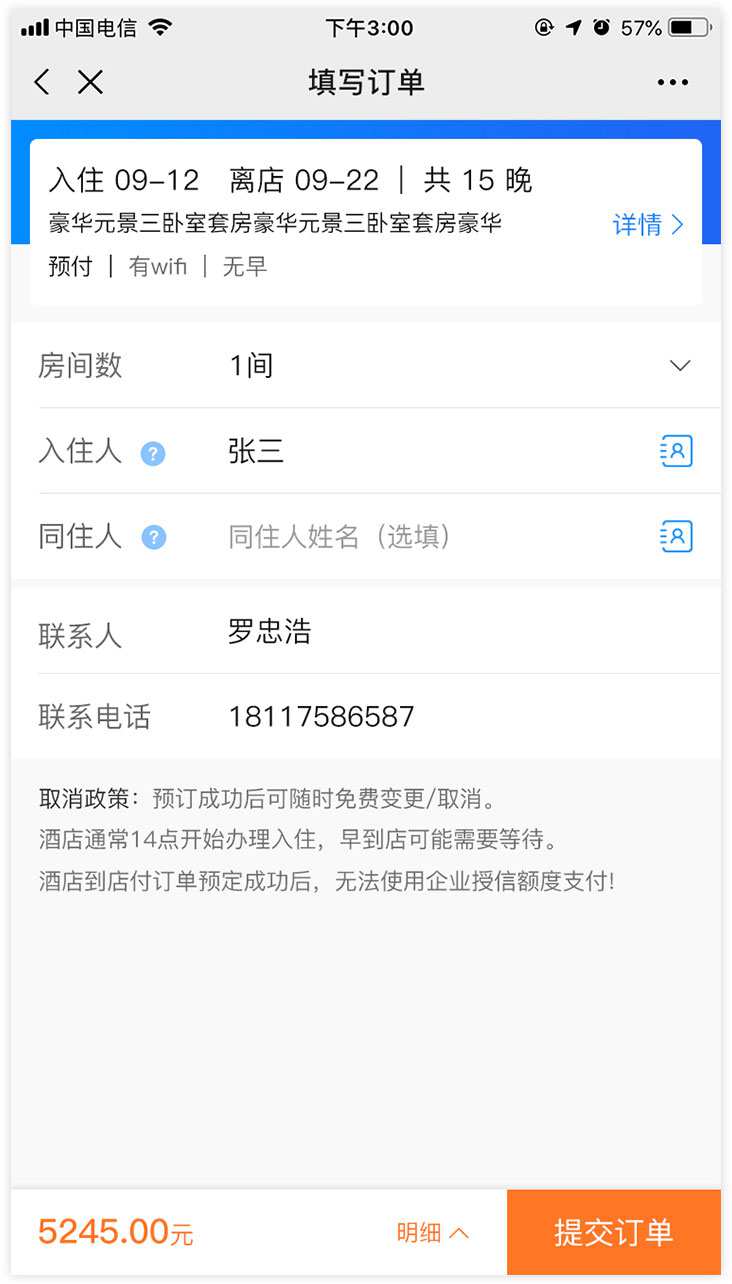 中国电信 下午3:00 57%
填写订单
入住 09-12 离店 09-22 | 共 15 晚
豪华元景三卧室套房豪华元景三卧室套房豪华 详情
预付 | 有wifi | 无早
房间数 1间
入住人 ? 张三
同住人 ? 同住人姓名（选填）
联系人 罗忠浩
联系电话 18117586587
取消政策：预订成功后可随时免费变更/取消。
酒店通常14点开始办理入住，早到店可能需要等待。
酒店到店付订单预定成功后，无法使用企业授信额度支付!
5245.00元 明细 提交订单